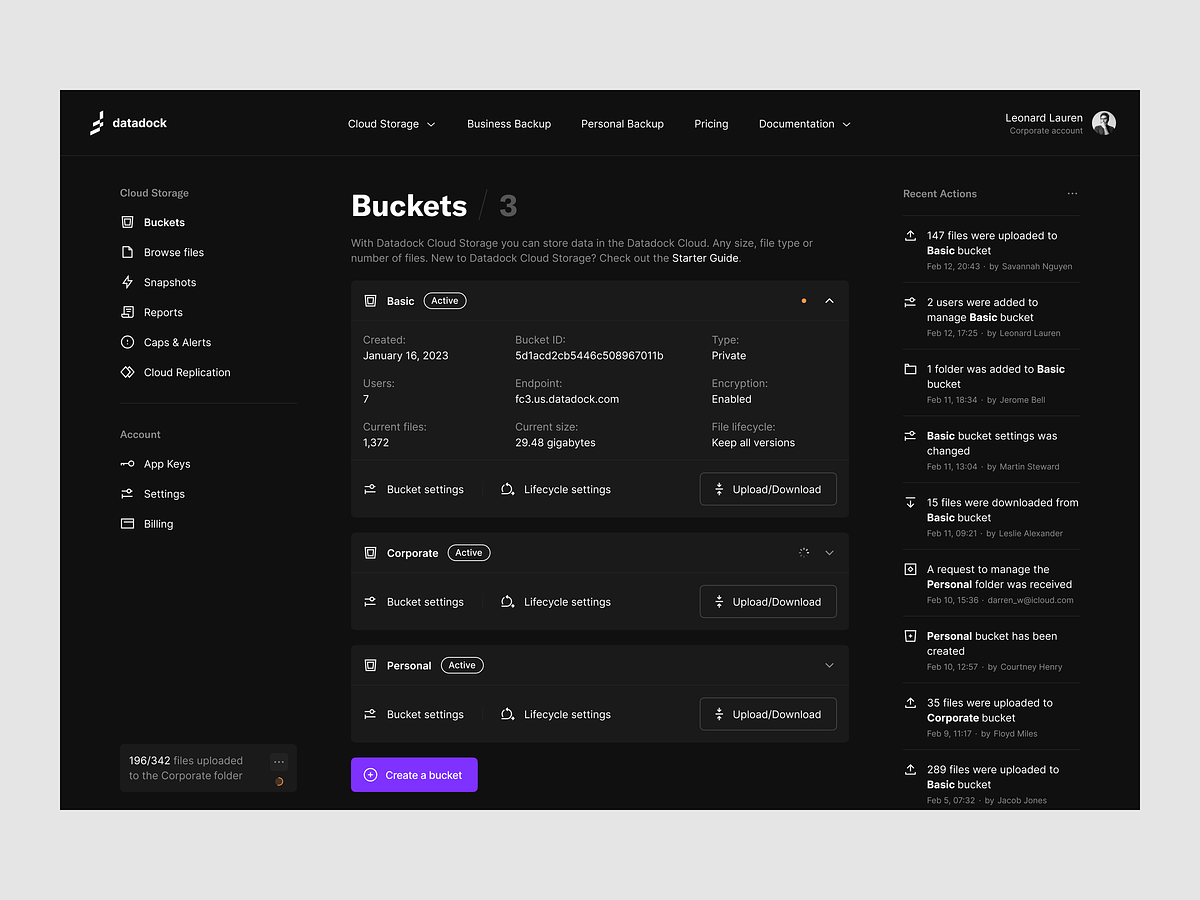 datadock
Cloud Storage
Business Backup
Personal Backup
Pricing
Documentation
Leonard Lauren
Corporate account
Cloud Storage
Buckets
Browse files
Snapshots
Reports
Caps & Alerts
Cloud Replication
Account
App Keys
Settings
Billing
196/342 files uploaded
to the Corporate folder
Buckets / 3
With Datadock Cloud Storage you can store data in the Datadock Cloud. Any size, file type or
number of files. New to Datadock Cloud Storage? Check out the Starter Guide.
Basic Active
Created:
January 16, 2023
Bucket ID:
5d1acd2cb5446c508967011b
Type:
Private
Users:
7
Endpoint:
fc3.us.datadock.com
Encryption:
Enabled
Current files:
1,372
Current size:
29.48 gigabytes
File lifecycle:
Keep all versions
Bucket settings
Lifecycle settings
Upload/Download
Corporate Active
Bucket settings
Lifecycle settings
Upload/Download
Personal Active
Bucket settings
Lifecycle settings
Upload/Download
Create a bucket
Recent Actions
147 files were uploaded to
Basic bucket
Feb 12, 20:43 · by Savannah Nguyen
2 users were added to
manage Basic bucket
Feb 12, 17:25 · by Leonard Lauren
1 folder was added to Basic
bucket
Feb 11, 18:34 · by Jerome Bell
Basic bucket settings was
changed
Feb 11, 13:04 · by Martin Steward
15 files were downloaded from
Basic bucket
Feb 11, 09:21 · by Leslie Alexander
A request to manage the
Personal folder was received
Feb 10, 15:36 · darren_w@icloud.com
Personal bucket has been
created
Feb 10, 12:57 · by Courtney Henry
35 files were uploaded to
Corporate bucket
Feb 9, 11:17 · by Floyd Miles
289 files were uploaded to
Basic bucket
Feb 5, 07:32 · by Jacob Jones